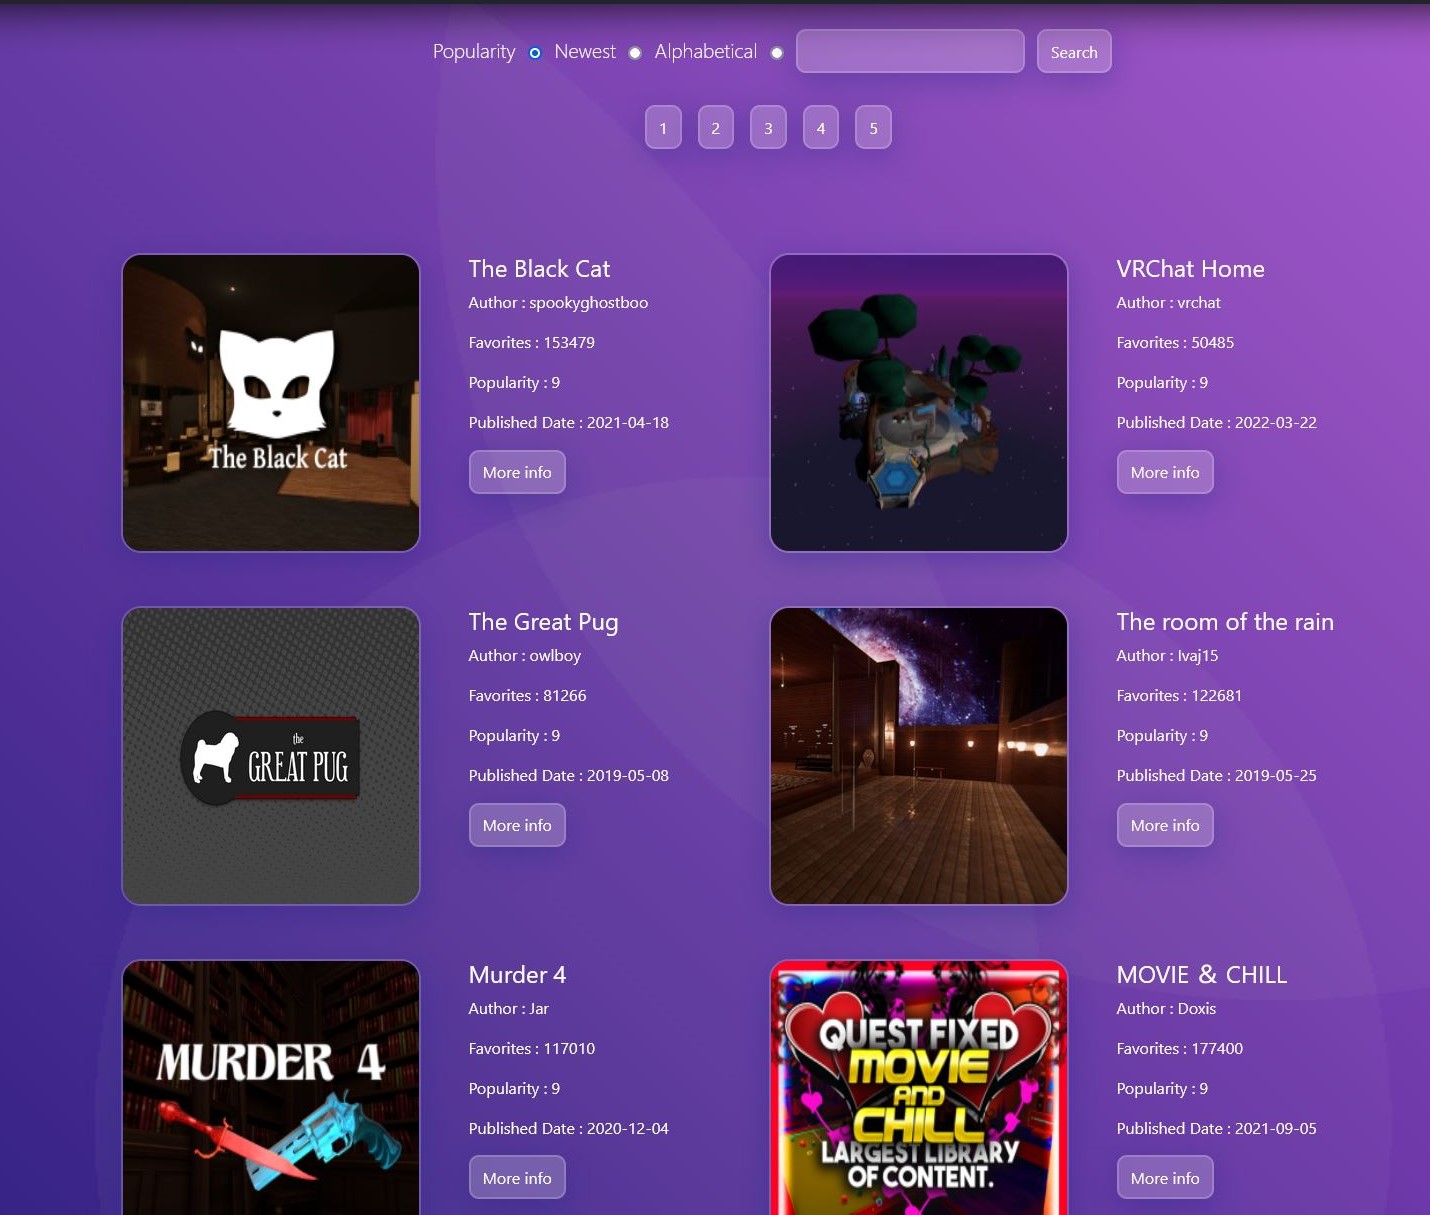 Popularity Newest Alphabetical Search
1 2 3 4 5
The Black Cat
The Black Cat
Author : spookyghostboo
Favorites : 153479
Popularity : 9
Published Date : 2021-04-18
More info
VRChat Home
Author : vrchat
Favorites : 50485
Popularity : 9
Published Date : 2022-03-22
More info
the
GREAT PUG
The Great Pug
Author : owlboy
Favorites : 81266
Popularity : 9
Published Date : 2019-05-08
More info
The room of the rain
Author : Ivaj15
Favorites : 122681
Popularity : 9
Published Date : 2019-05-25
More info
MURDER 4
Murder 4
Author : Jar
Favorites : 117010
Popularity : 9
Published Date : 2020-12-04
More info
QUEST FIXED
MOVIE
AND
CHILL
LARGEST LIBRARY
OF CONTENT.
MOVIE & CHILL
Author : Doxis
Favorites : 177400
Popularity : 9
Published Date : 2021-09-05
More info